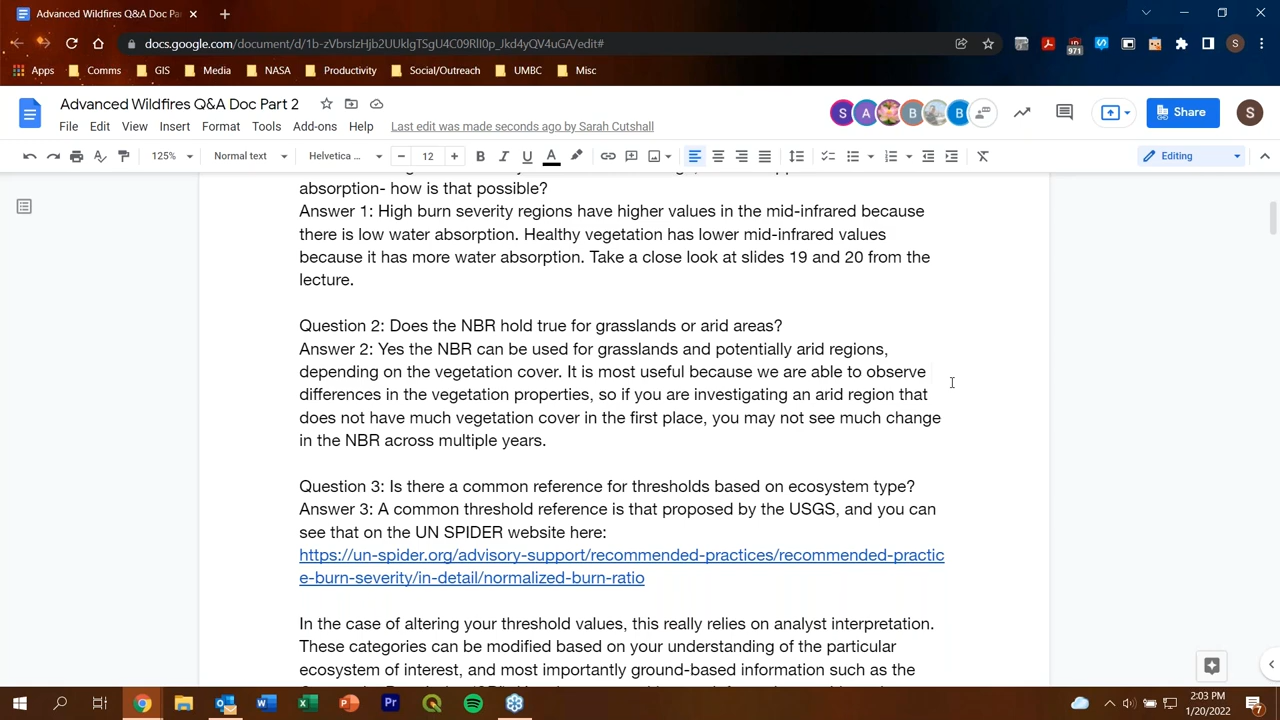 Advanced Wildfires Q&A Doc Pa
docs.google.com/document/d/1b-zVbrsIzHjb2UUklgTSgU4C09RlI0p_Jkd4yQV4uGA/edit#
971
S
Apps
Comms
GIS
Media
NASA
Productivity
Social/Outreach
UMBC
Misc
Advanced Wildfires Q&A Doc Part 2
S A B B
Share
S
File Edit View Insert Format Tools Add-ons Help Last edit was made seconds ago by Sarah Cutshall
125% Normal text Helvetica ... 12 B I U A Editing
absorption- how is that possible?
Answer 1: High burn severity regions have higher values in the mid-infrared because
there is low water absorption. Healthy vegetation has lower mid-infrared values
because it has more water absorption. Take a close look at slides 19 and 20 from the
lecture.
Question 2: Does the NBR hold true for grasslands or arid areas?
Answer 2: Yes the NBR can be used for grasslands and potentially arid regions,
depending on the vegetation cover. It is most useful because we are able to observe
differences in the vegetation properties, so if you are investigating an arid region that
does not have much vegetation cover in the first place, you may not see much change
in the NBR across multiple years.
Question 3: Is there a common reference for thresholds based on ecosystem type?
Answer 3: A common threshold reference is that proposed by the USGS, and you can
see that on the UN SPIDER website here:
https://un-spider.org/advisory-support/recommended-practices/recommended-practic
e-burn-severity/in-detail/normalized-burn-ratio
In the case of altering your threshold values, this really relies on analyst interpretation.
These categories can be modified based on your understanding of the particular
ecosystem of interest, and most importantly ground-based information such as the
2:03 PM
1/20/2022
7